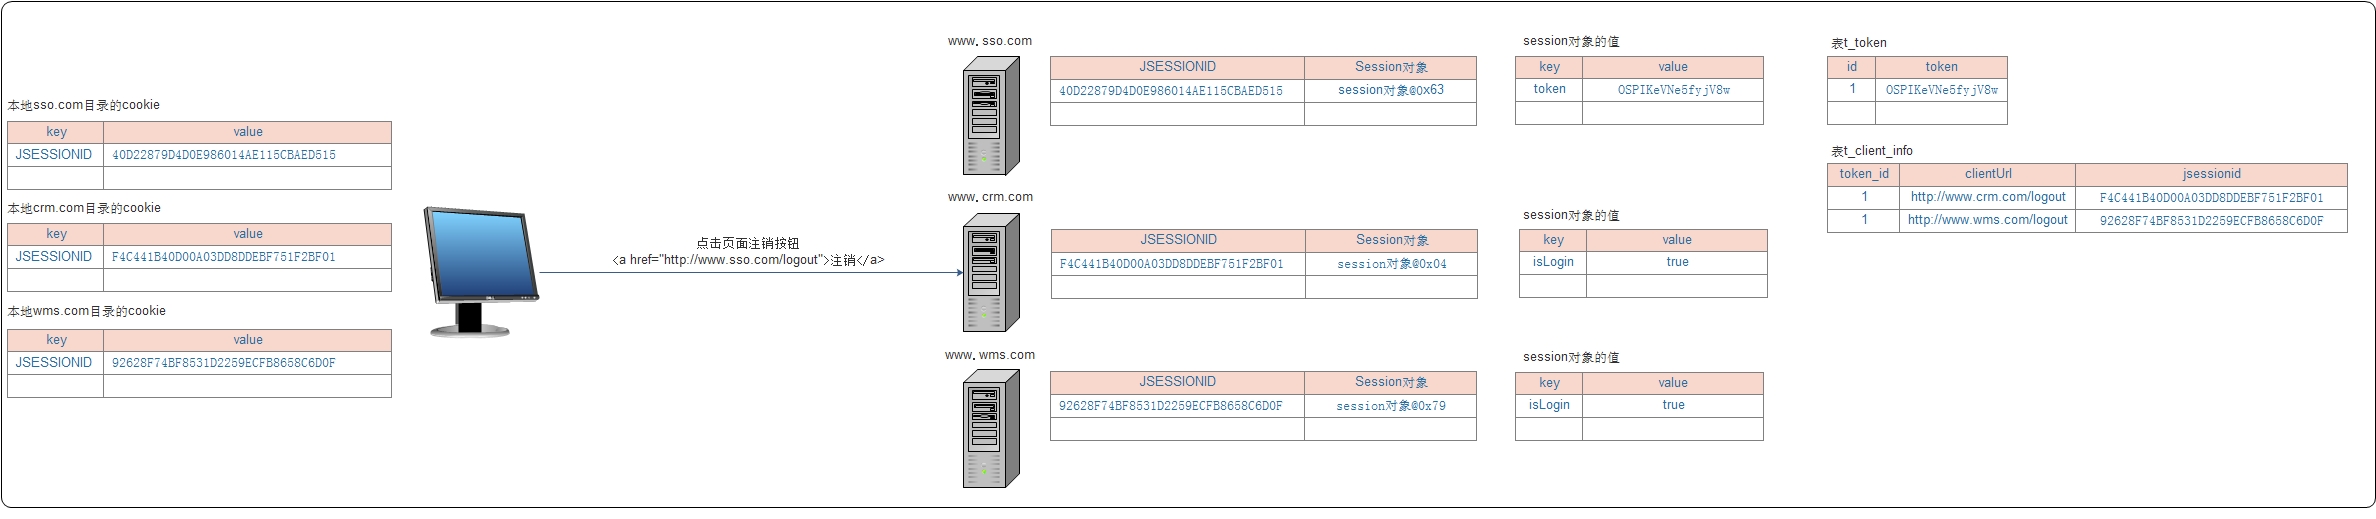 本地sso.com目录的cookie
key value
JSESSIONID 40D22879D4D0E986014AE115CBAED515
本地crm.com目录的cookie
key value
JSESSIONID F4C441B40D00A03DD8DDEBF751F2BF01
本地wms.com目录的cookie
key value
JSESSIONID 92628F74BF8531D2259ECFB8658C6D0F
点击页面注销按钮
<a href="http://www.sso.com/logout">注销</a>
www.sso.com
JSESSIONID Session对象
40D22879D4D0E986014AE115CBAED515 session对象@0x63
session对象的值
key value
token OSPIKeVNe5fyjV8w
www.crm.com
JSESSIONID Session对象
F4C441B40D00A03DD8DDEBF751F2BF01 session对象@0x04
session对象的值
key value
isLogin true
www.wms.com
JSESSIONID Session对象
92628F74BF8531D2259ECFB8658C6D0F session对象@0x79
session对象的值
key value
isLogin true
表t_token
id token
1 OSPIKeVNe5fyjV8w
表t_client_info
token_id clientUrl jsessionid
1 http://www.crm.com/logout F4C441B40D00A03DD8DDEBF751F2BF01
1 http://www.wms.com/logout 92628F74BF8531D2259ECFB8658C6D0F